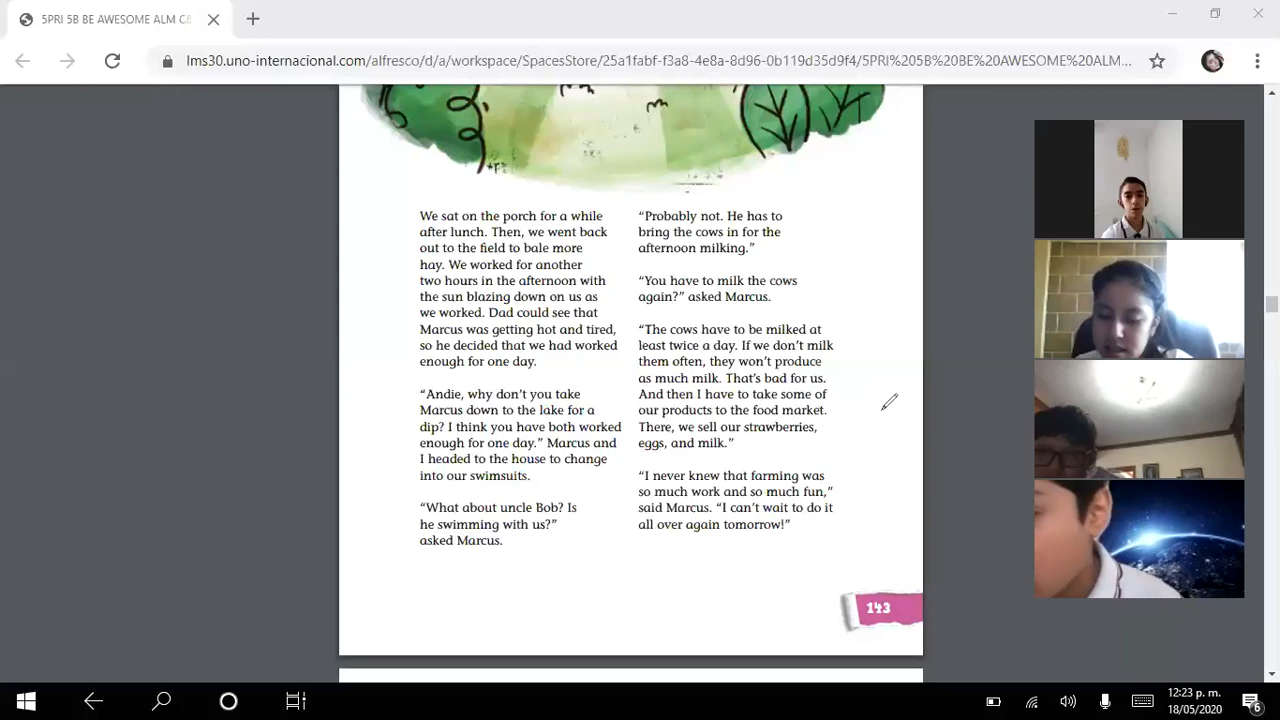 5PRI 5B BE AWESOME ALM C8
lms30.uno-internacional.com/alfresco/d/a/workspace/SpacesStore/25a1fabf-f3a8-4e8a-8d96-0b119d35d9f4/5PRI%205B%20BE%20AWESOME%20ALM...
We sat on the porch for a while
after lunch. Then, we went back
out to the field to bale more
hay. We worked for another
two hours in the afternoon with
the sun blazing down on us as
we worked. Dad could see that
Marcus was getting hot and tired,
so he decided that we had worked
enough for one day.
“Andie, why don’t you take
Marcus down to the lake for a
dip? I think you have both worked
enough for one day.” Marcus and
I headed to the house to change
into our swimsuits.
“What about uncle Bob? Is
he swimming with us?”
asked Marcus.
“Probably not. He has to
bring the cows in for the
afternoon milking.”
“You have to milk the cows
again?” asked Marcus.
“The cows have to be milked at
least twice a day. If we don’t milk
them often, they won’t produce
as much milk. That’s bad for us.
And then I have to take some of
our products to the food market.
There, we sell our strawberries,
eggs, and milk.”
“I never knew that farming was
so much work and so much fun,”
said Marcus. “I can’t wait to do it
all over again tomorrow!”
143
12:23 p. m.
18/05/2020
6